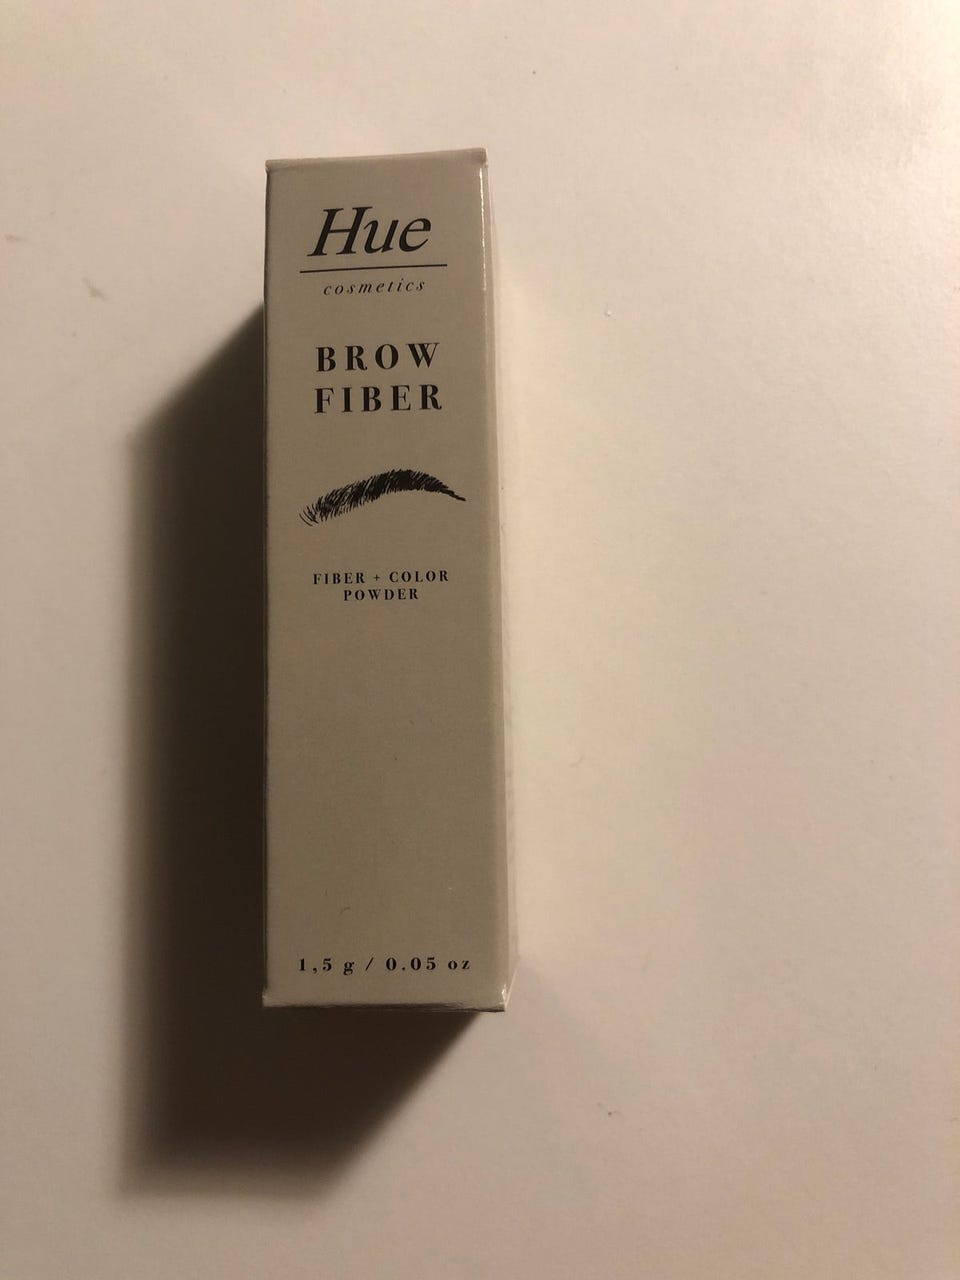 Hue
cosmetics
BROW
FIBER
FIBER + COLOR
POWDER
1,5 g / 0.05 oz